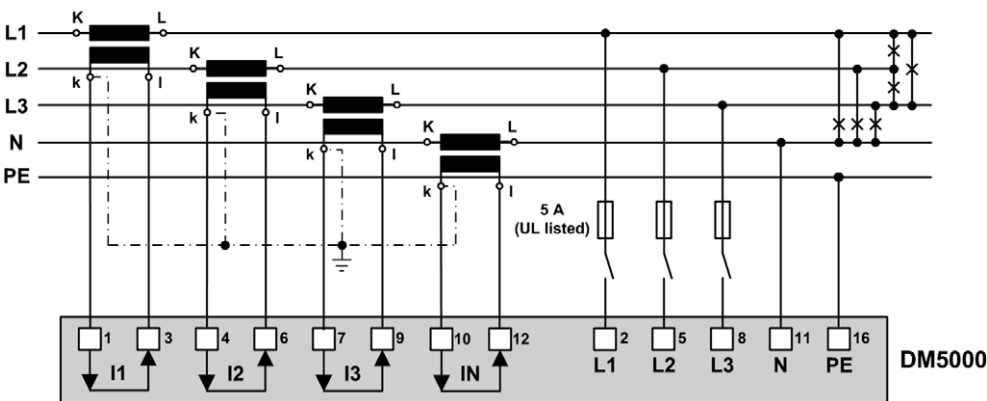 K L
L1
K L
L2
k l
K L
L3
k l
K L
N
k l
PE
k l
5 A
(UL listed)
1 3 4 6 7 9 10 12 2 5 8 11 16
I1 I2 I3 IN L1 L2 L3 N PE
DM5000